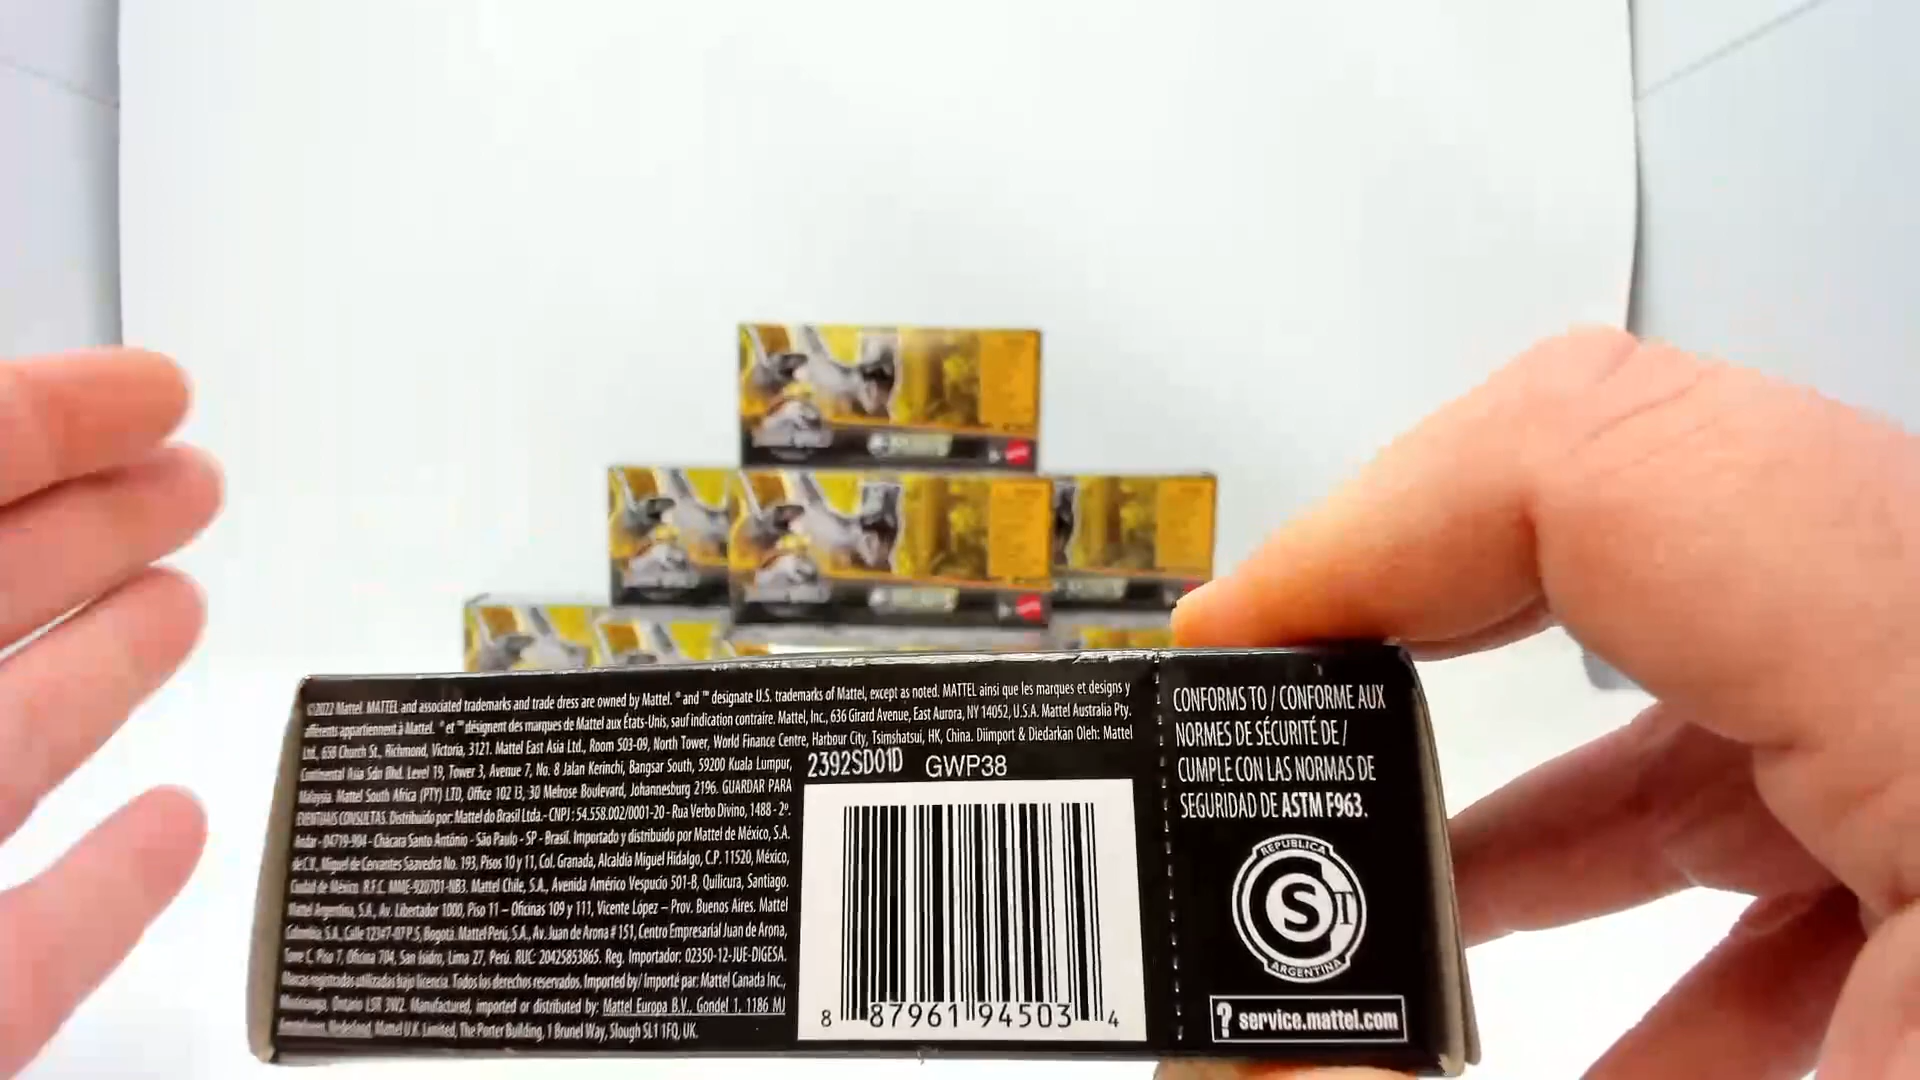 ©2022 Mattel. MATTEL and associated trademarks and trade dress are owned by Mattel. ® and ™ designate U.S. trademarks of Mattel, except as noted. MATTEL ainsi que les marques et designs y
afférents appartiennent à Mattel. ® et ™ désignent des marques de Mattel aux États-Unis, sauf indication contraire. Mattel, Inc., 636 Girard Avenue, East Aurora, NY 14052, U.S.A. Mattel Australia Pty.
Ltd., 658 Church St., Richmond, Victoria, 3121. Mattel East Asia Ltd., Room 503-09, North Tower, World Finance Centre, Harbour City, Tsimshatsui, HK, China. Diimport & Diedarkan Oleh: Mattel
Continental Asia Sdn Bhd. Level 19, Tower 3, Avenue 7, No. 8 Jalan Kerinchi, Bangsar South, 59200 Kuala Lumpur,
Malaysia. Mattel South Africa (PTY) LTD, Office 102 I3, 30 Melrose Boulevard, Johannesburg 2196. GUARDAR PARA
EVENTUAIS CONSULTAS. Distribuido por: Mattel do Brasil Ltda.- CNPJ: 54.558.002/0001-20 - Rua Verbo Divino, 1488 - 2º.
Andar - 04719-904 - Chácara Santo Antônio - São Paulo - SP - Brasil. Importado y distribuido por Mattel de México, S.A.
de C.V., Miguel de Cervantes Saavedra No. 193, Pisos 10 y 11, Col. Granada, Alcaldía Miguel Hidalgo, C.P. 11520, México,
Ciudad de México. R.F.C. MME-920701-NB3. Mattel Chile, S.A., Avenida Américo Vespucio 501-B, Quilicura, Santiago.
Mattel Argentina, S.A., Av. Libertador 1000, Piso 11 – Oficinas 109 y 111, Vicente López – Prov. Buenos Aires. Mattel
Colombia, S.A., Calle 123#7-07 P.5, Bogotá. Mattel Perú, S.A., Av. Juan de Arona # 151, Centro Empresarial Juan de Arona,
Torre C, Piso 7, Oficina 704, San Isidro, Lima 27, Perú. RUC: 20425853865. Reg. Importador: 02350-12-JUE-DIGESA.
Marcas registradas utilizadas bajo licencia. Todos los derechos reservados. Imported by/ Importé par: Mattel Canada Inc.,
Mississauga, Ontario L5R 3W2. Manufactured, imported or distributed by: Mattel Europa B.V., Gondel 1, 1186 MJ
Amstelveen, Nederland. Mattel U.K. Limited, The Porter Building, 1 Brunel Way, Slough SL1 1FQ, UK.
2392SD01D GWP38
8 87961 94503 4
CONFORMS TO / CONFORME AUX
NORMES DE SÉCURITÉ DE /
CUMPLE CON LAS NORMAS DE
SEGURIDAD DE ASTM F963.
REPUBLICA
S
T
ARGENTINA
? service.mattel.com